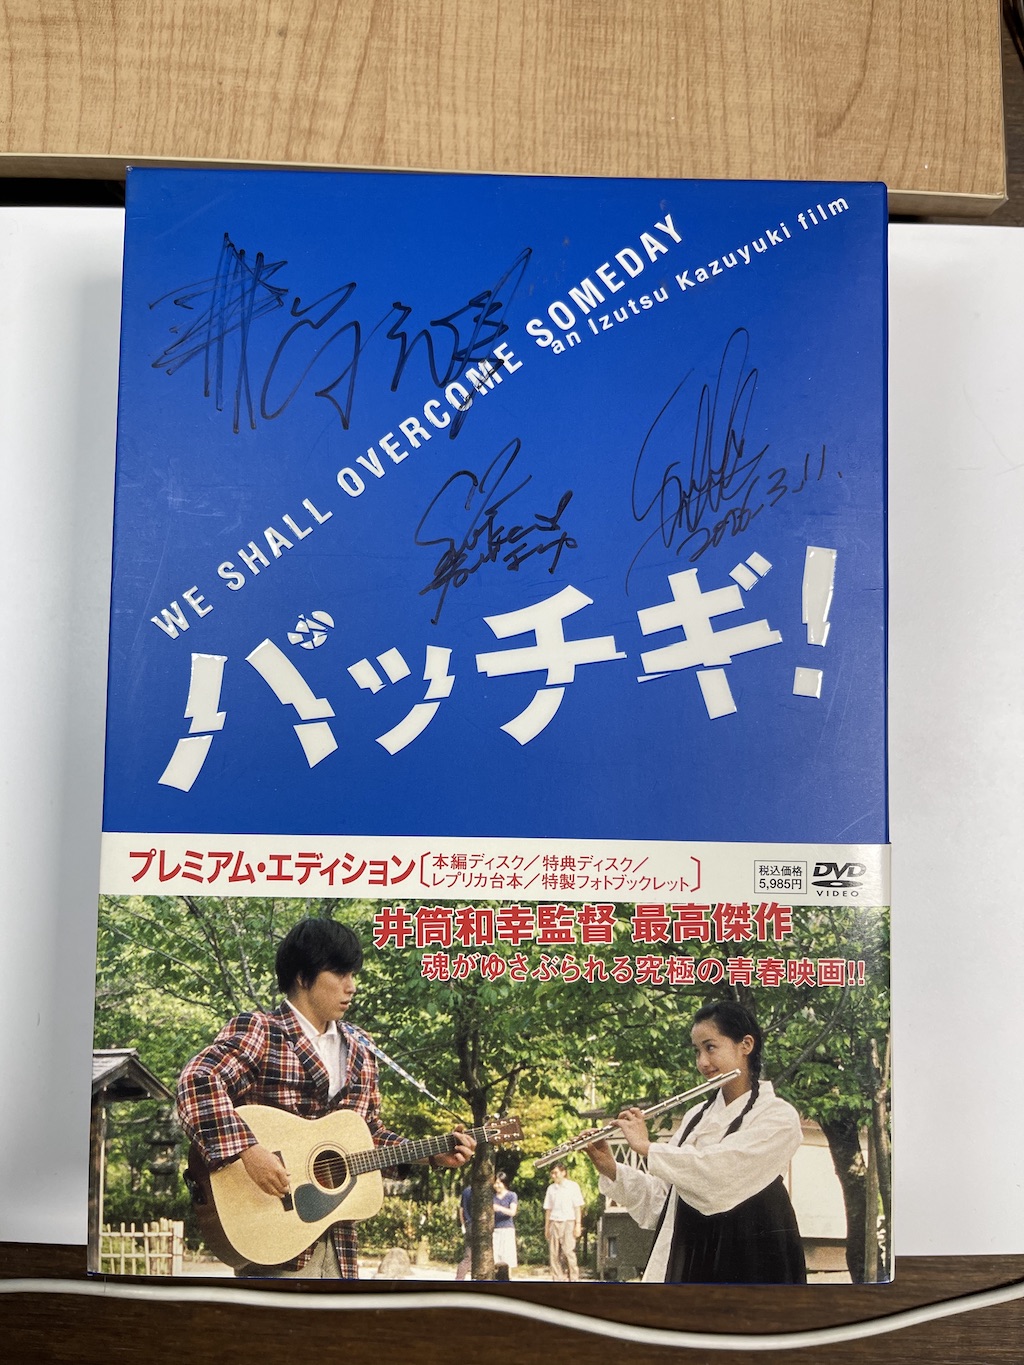 WE SHALL OVERCOME SOMEDAY
an Izutsu Kazuyuki film
2006.3.11.
パッチギ!
プレミアム・エディション〔本編ディスク／特典ディスク／
レプリカ台本／特製フォトブックレット〕
税込価格
5,985円
DVD
VIDEO
井筒和幸監督 最高傑作
魂がゆさぶられる究極の青春映画!!